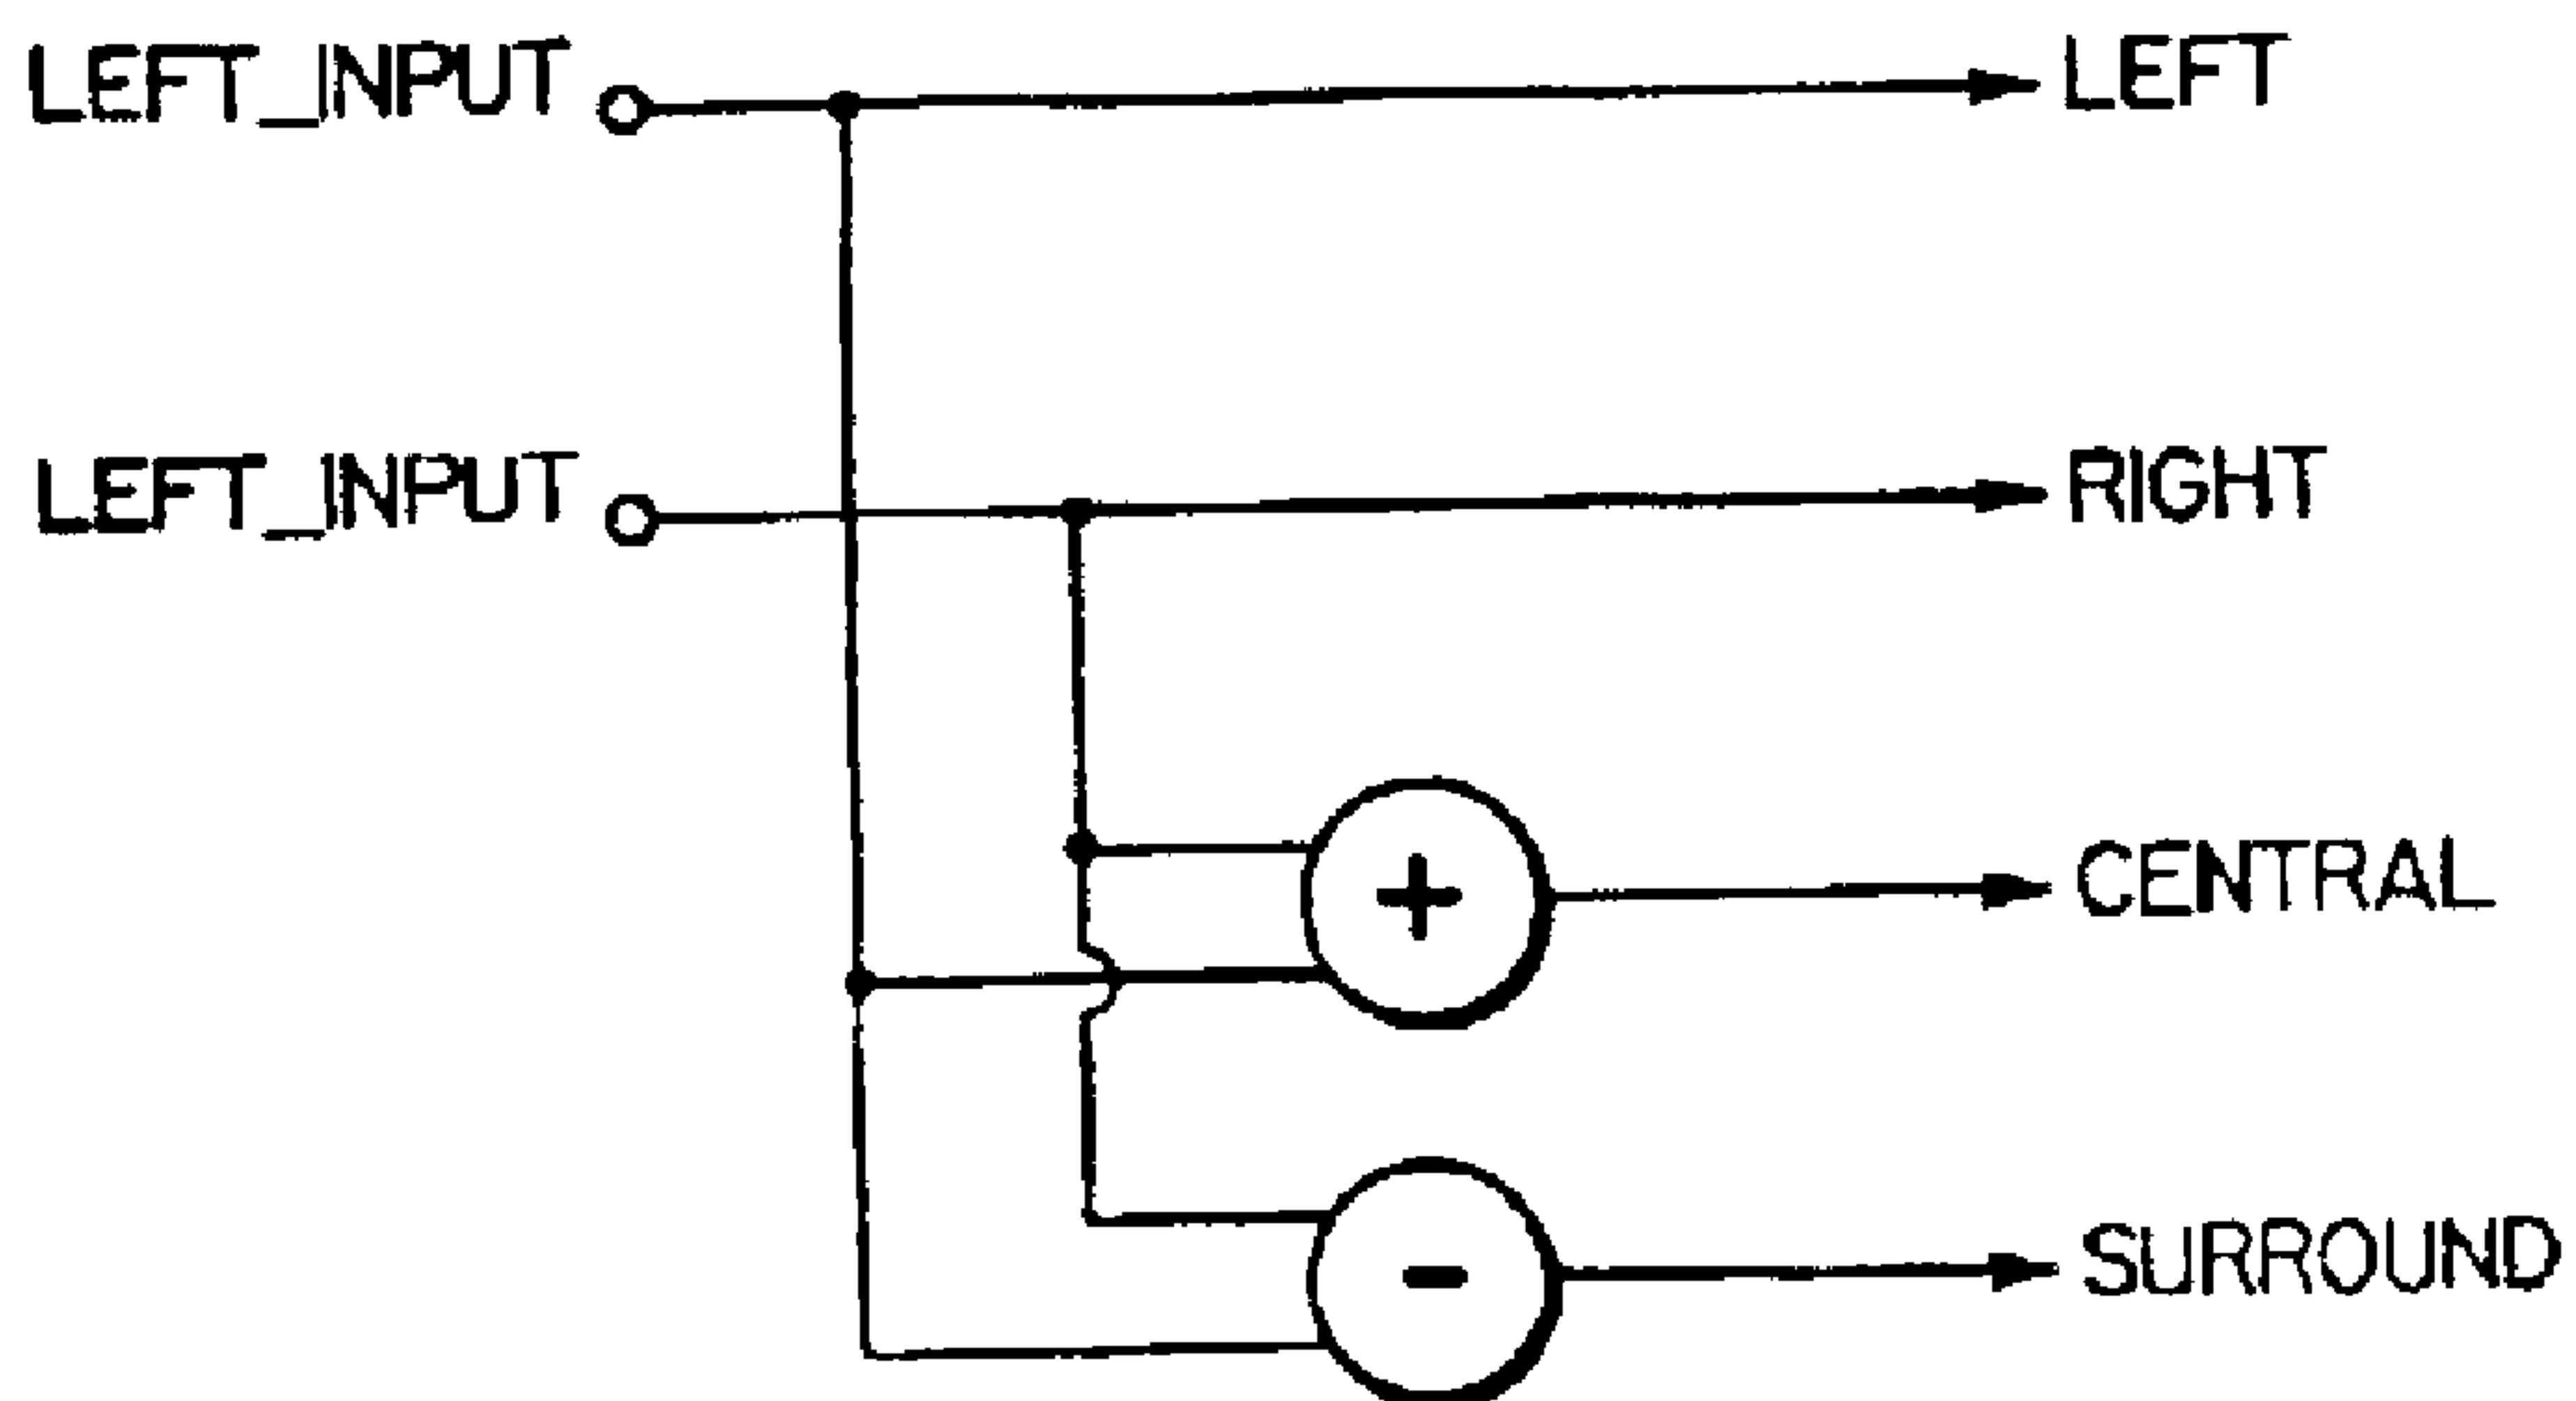 LEFT_INPUT
LEFT
LEFT_INPUT
RIGHT
+
CENTRAL
-
SURROUND